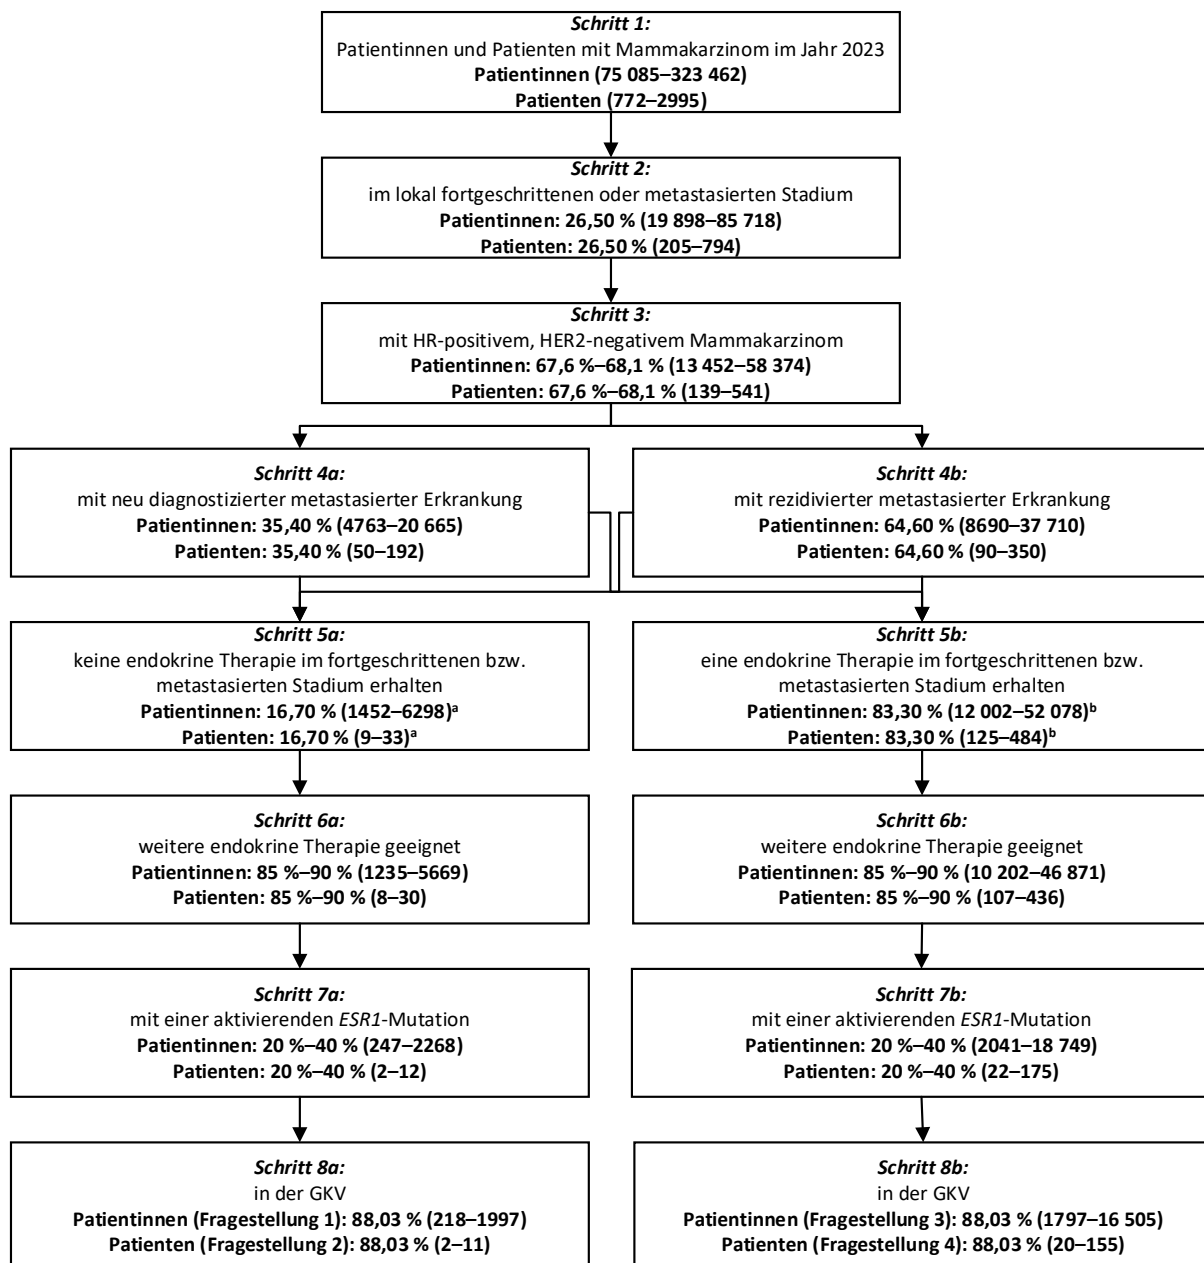 Schritt 1:
Patientinnen und Patienten mit Mammakarzinom im Jahr 2023
Patientinnen (75 085–323 462)
Patienten (772–2995)
Schritt 2:
im lokal fortgeschrittenen oder metastasierten Stadium
Patientinnen: 26,50 % (19 898–85 718)
Patienten: 26,50 % (205–794)
Schritt 3:
mit HR-positivem, HER2-negativem Mammakarzinom
Patientinnen: 67,6 %–68,1 % (13 452–58 374)
Patienten: 67,6 %–68,1 % (139–541)
Schritt 4a:
mit neu diagnostizierter metastasierter Erkrankung
Patientinnen: 35,40 % (4763–20 665)
Patienten: 35,40 % (50–192)
Schritt 4b:
mit rezidivierter metastasierter Erkrankung
Patientinnen: 64,60 % (8690–37 710)
Patienten: 64,60 % (90–350)
Schritt 5a:
keine endokrine Therapie im fortgeschrittenen bzw.
metastasierten Stadium erhalten
Patientinnen: 16,70 % (1452–6298)ᵃ
Patienten: 16,70 % (9–33)ᵃ
Schritt 5b:
eine endokrine Therapie im fortgeschrittenen bzw.
metastasierten Stadium erhalten
Patientinnen: 83,30 % (12 002–52 078)ᵇ
Patienten: 83,30 % (125–484)ᵇ
Schritt 6a:
weitere endokrine Therapie geeignet
Patientinnen: 85 %–90 % (1235–5669)
Patienten: 85 %–90 % (8–30)
Schritt 6b:
weitere endokrine Therapie geeignet
Patientinnen: 85 %–90 % (10 202–46 871)
Patienten: 85 %–90 % (107–436)
Schritt 7a:
mit einer aktivierenden ESR1-Mutation
Patientinnen: 20 %–40 % (247–2268)
Patienten: 20 %–40 % (2–12)
Schritt 7b:
mit einer aktivierenden ESR1-Mutation
Patientinnen: 20 %–40 % (2041–18 749)
Patienten: 20 %–40 % (22–175)
Schritt 8a:
in der GKV
Patientinnen (Fragestellung 1): 88,03 % (218–1997)
Patienten (Fragestellung 2): 88,03 % (2–11)
Schritt 8b:
in der GKV
Patientinnen (Fragestellung 3): 88,03 % (1797–16 505)
Patienten (Fragestellung 4): 88,03 % (20–155)